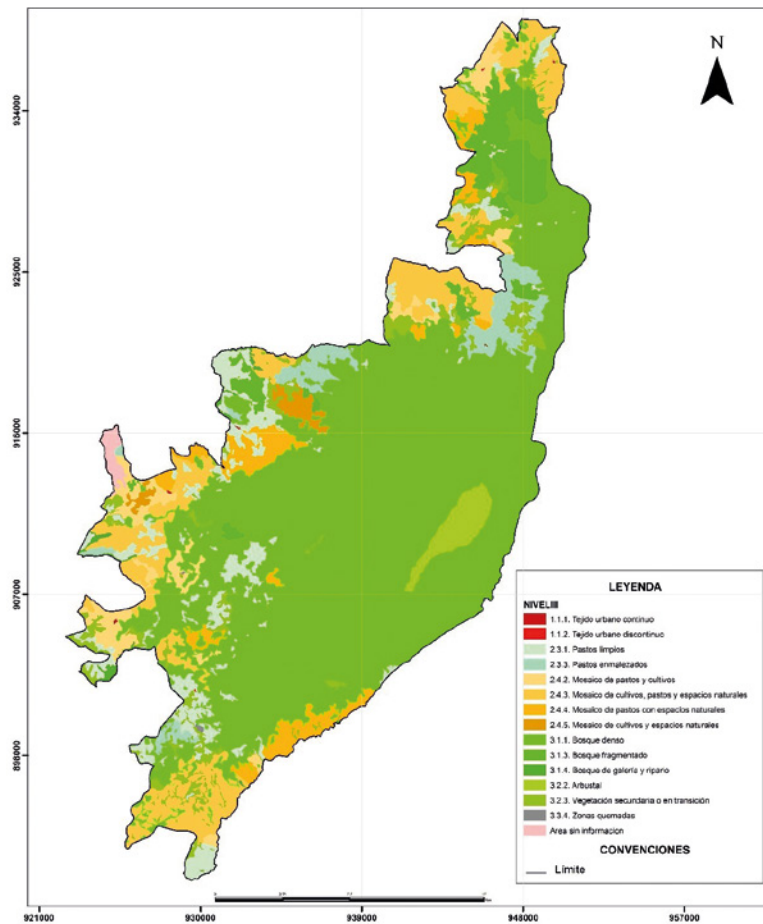 N
934000
925000
916000
907000
898000
LEYENDA
NIVELIII
1.1.1. Tejido urbano continuo
1.1.2. Tejido urbano discontinuo
2.3.1. Pastos limpios
2.3.3. Pastos enmalezados
2.4.2. Mosaico de pastos y cultivos
2.4.3. Mosaico de cultivos, pastos y espacios naturales
2.4.4. Mosaico de pastos con espacios naturales
2.4.5. Mosaico de cultivos y espacios naturales
3.1.1. Bosque denso
3.1.3. Bosque fragmentado
3.1.4. Bosque de galería y ripario
3.2.2. Arbustal
3.2.3. Vegetación secundaria o en transición
3.3.4. Zonas quemadas
Area sin informacion
CONVENCIONES
Límite
921000 930000 939000 948000 957000